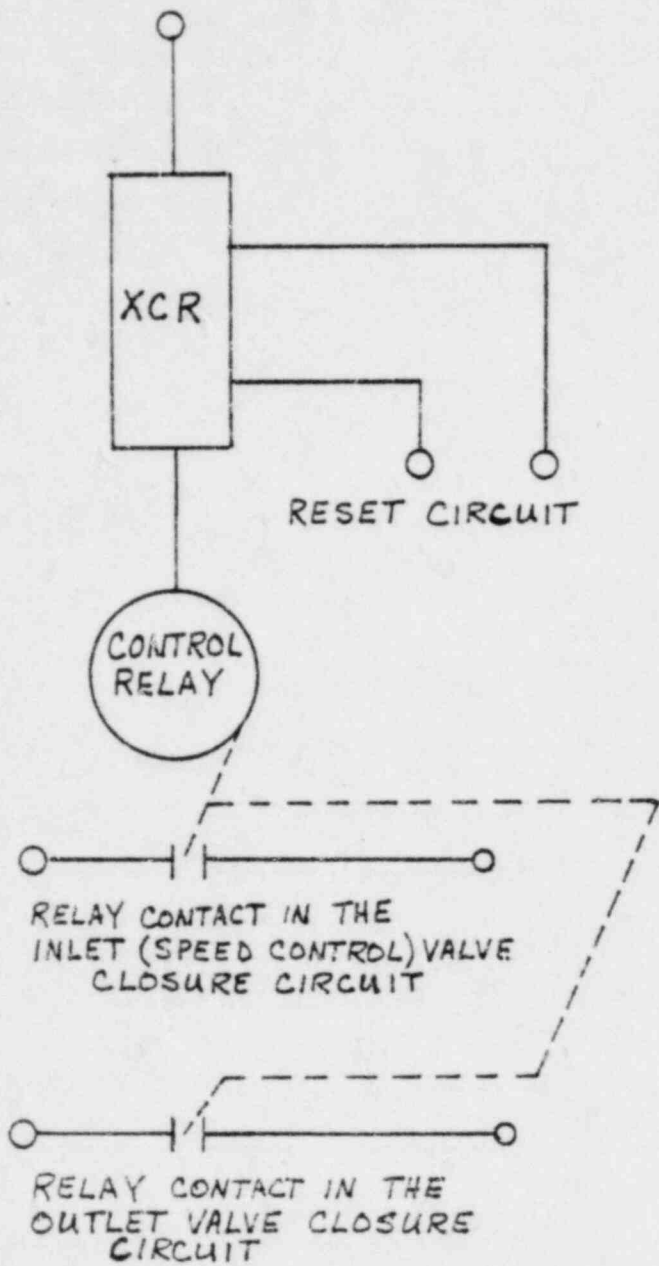 XCR
RESET CIRCUIT
CONTROL
RELAY
RELAY CONTACT IN THE
INLET (SPEED CONTROL) VALVE
CLOSURE CIRCUIT
RELAY CONTACT IN THE
OUTLET VALVE CLOSURE
CIRCUIT